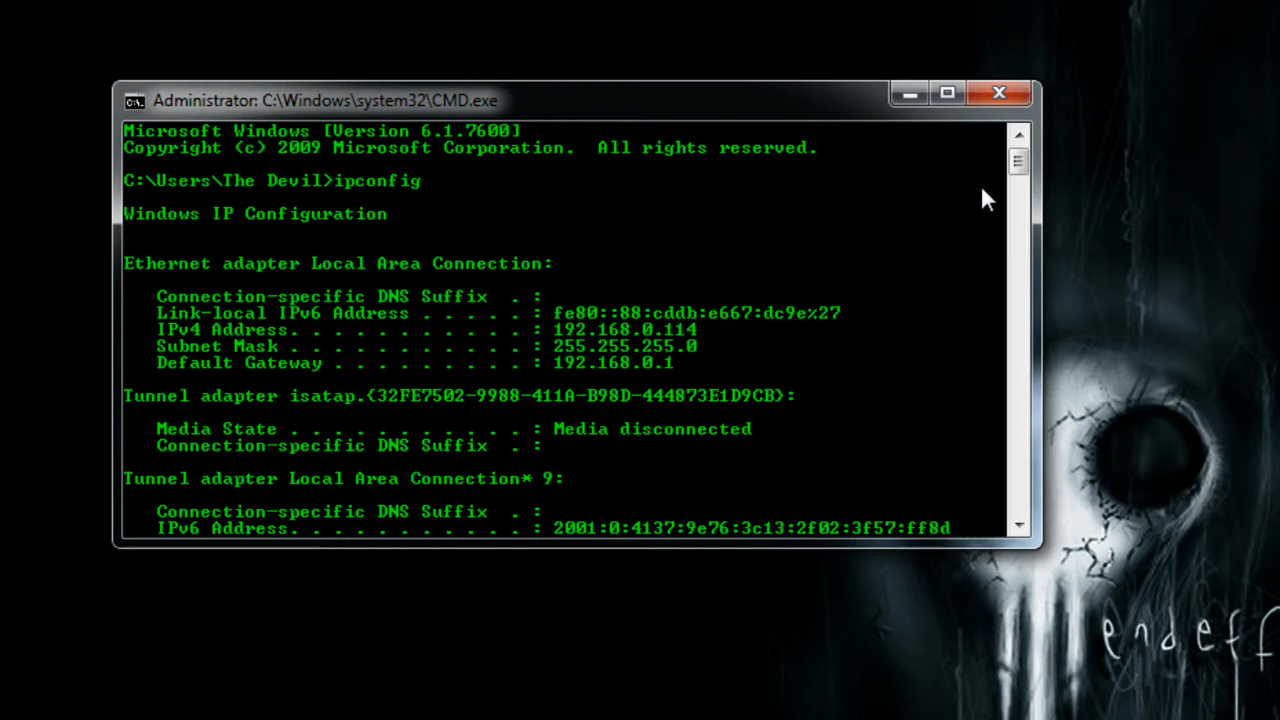 Administrator: C:\Windows\system32\CMD.exe
Microsoft Windows [Version 6.1.7600]
Copyright (c) 2009 Microsoft Corporation.  All rights reserved.
C:\Users\The Devil>ipconfig
Windows IP Configuration
Ethernet adapter Local Area Connection:
Connection-specific DNS Suffix  . :
Link-local IPv6 Address . . . . . : fe80::88:cddb:e667:dc9e%27
IPv4 Address. . . . . . . . . . . : 192.168.0.114
Subnet Mask . . . . . . . . . . . : 255.255.255.0
Default Gateway . . . . . . . . . : 192.168.0.1
Tunnel adapter isatap.{32FE7502-9988-411A-B98D-444873E1D9CB}:
Media State . . . . . . . . . . . : Media disconnected
Connection-specific DNS Suffix  . :
Tunnel adapter Local Area Connection* 9:
Connection-specific DNS Suffix  . :
IPv6 Address. . . . . . . . . . . : 2001:0:4137:9e76:3c13:2f02:3f57:ff8d
endeff